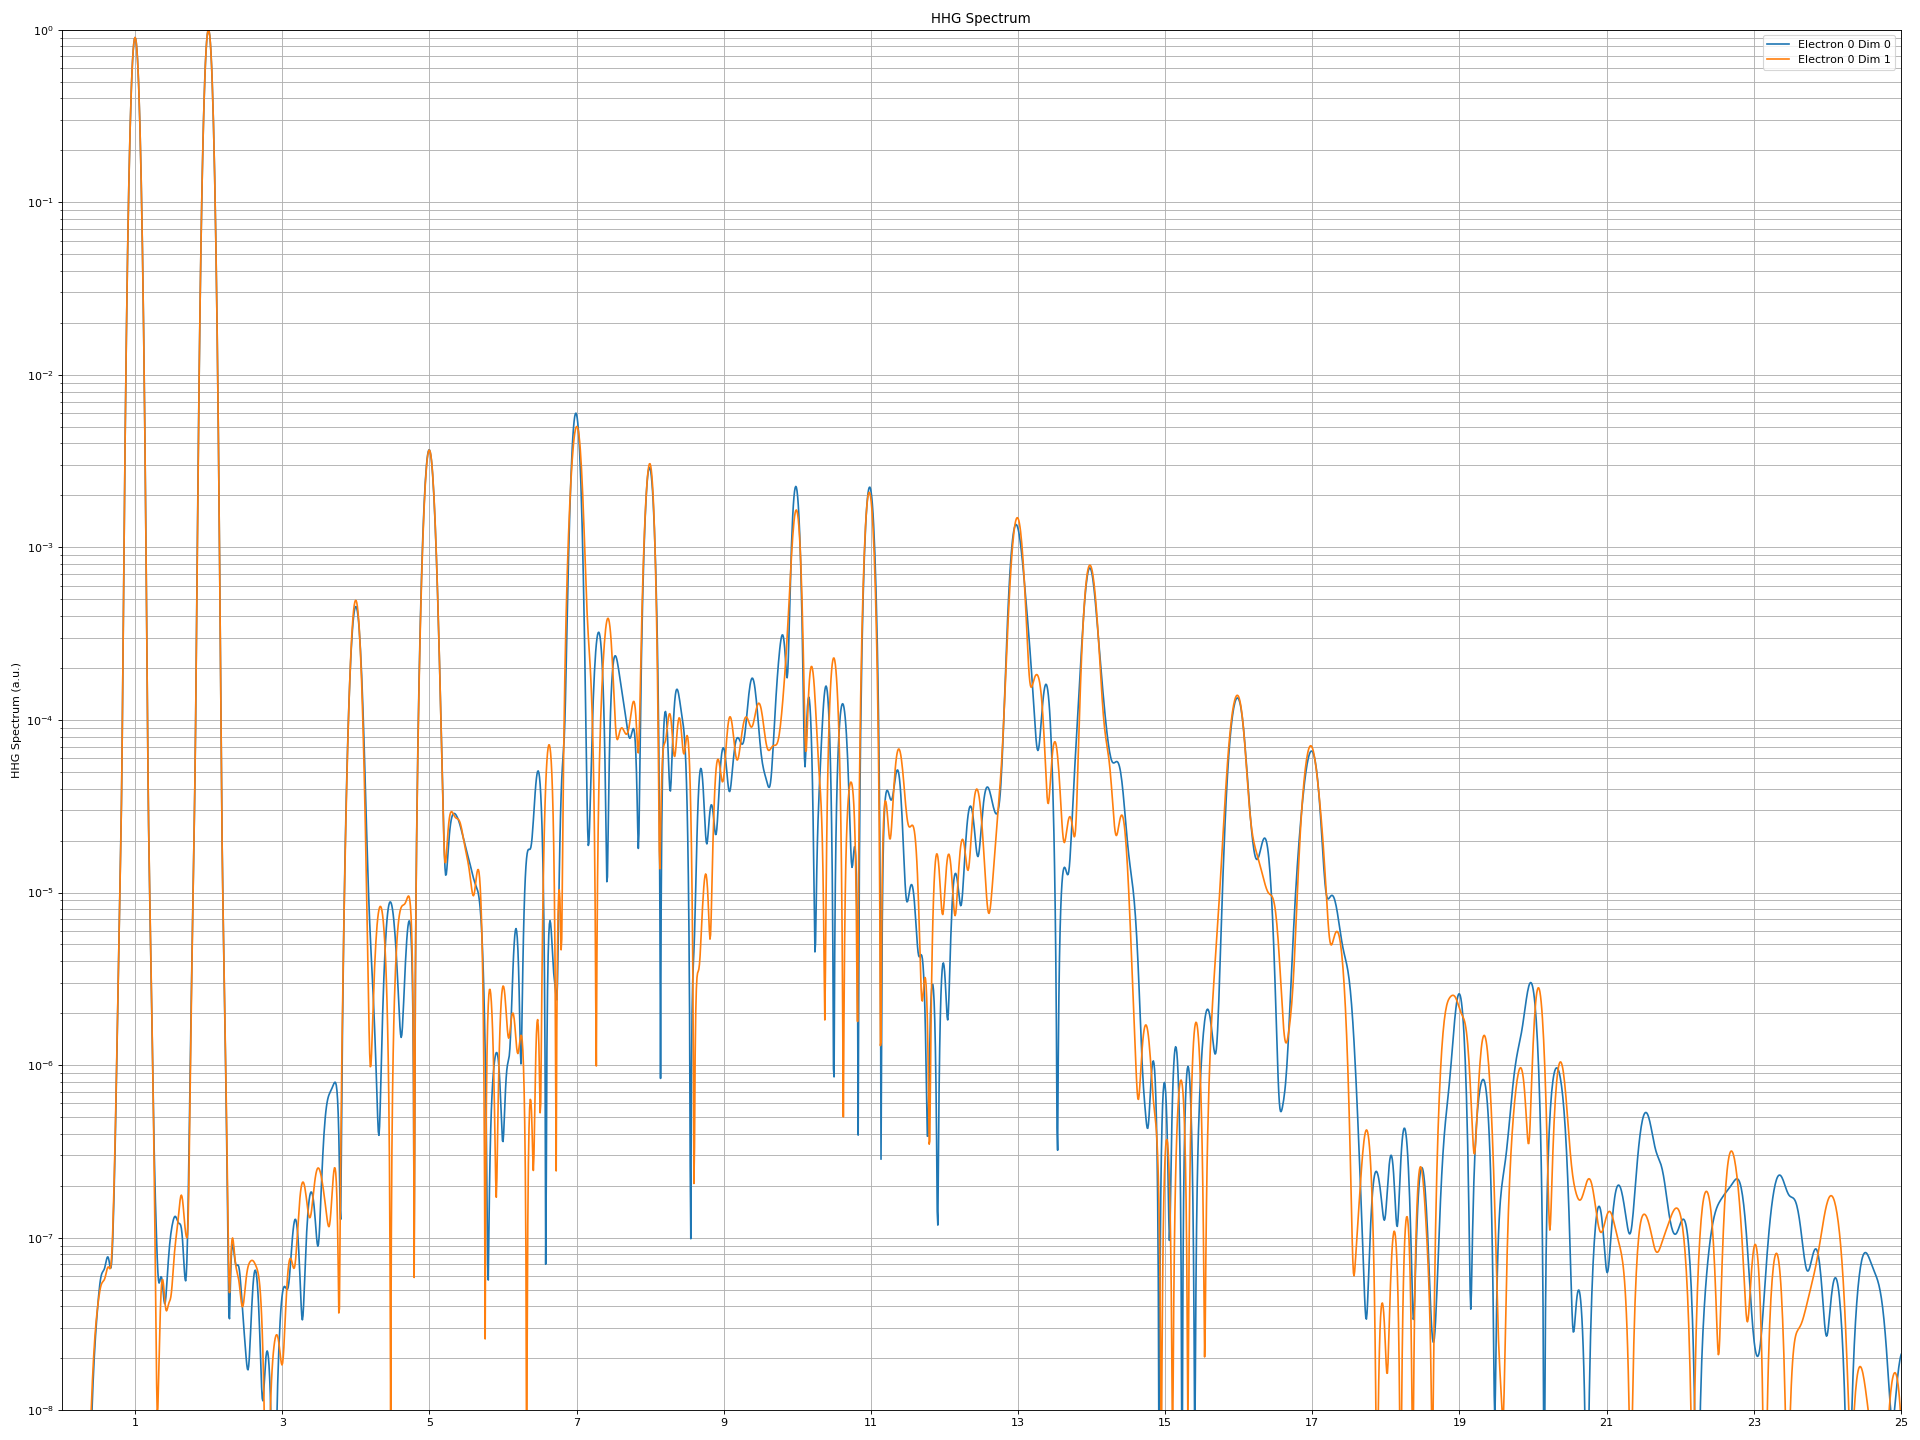 HHG Spectrum
Electron 0 Dim 0
Electron 0 Dim 1
HHG Spectrum (a.u.)
10⁰
10⁻¹
10⁻²
10⁻³
10⁻⁴
10⁻⁵
10⁻⁶
10⁻⁷
10⁻⁸
1 3 5 7 9 11 13 15 17 19 21 23 25